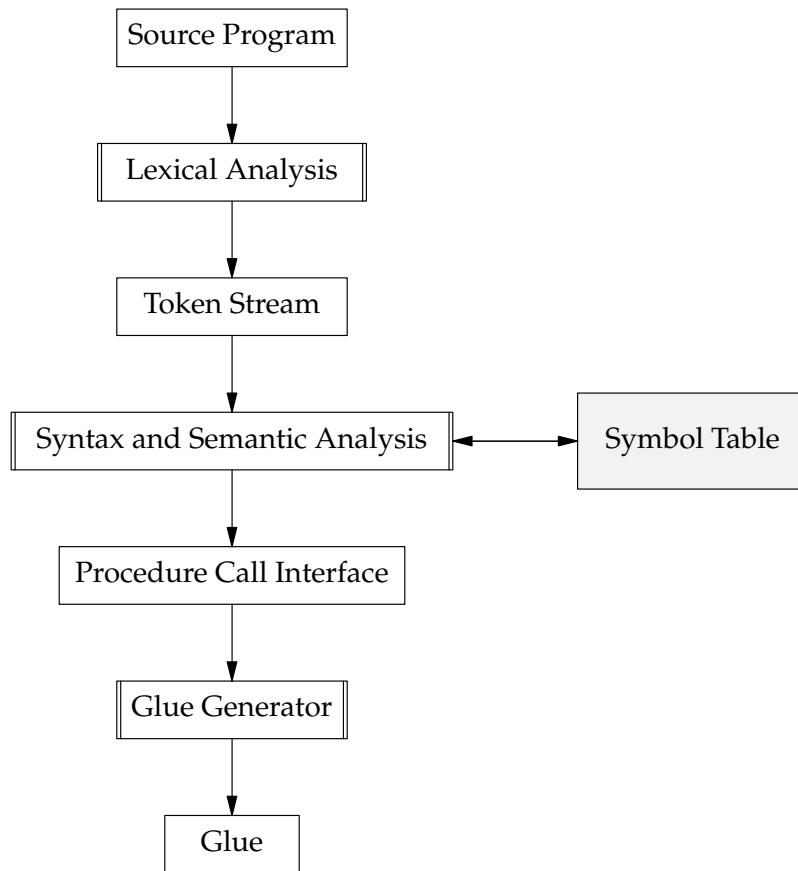 Source Program
Lexical Analysis
Token Stream
Syntax and Semantic Analysis
Symbol Table
Procedure Call Interface
Glue Generator
Glue